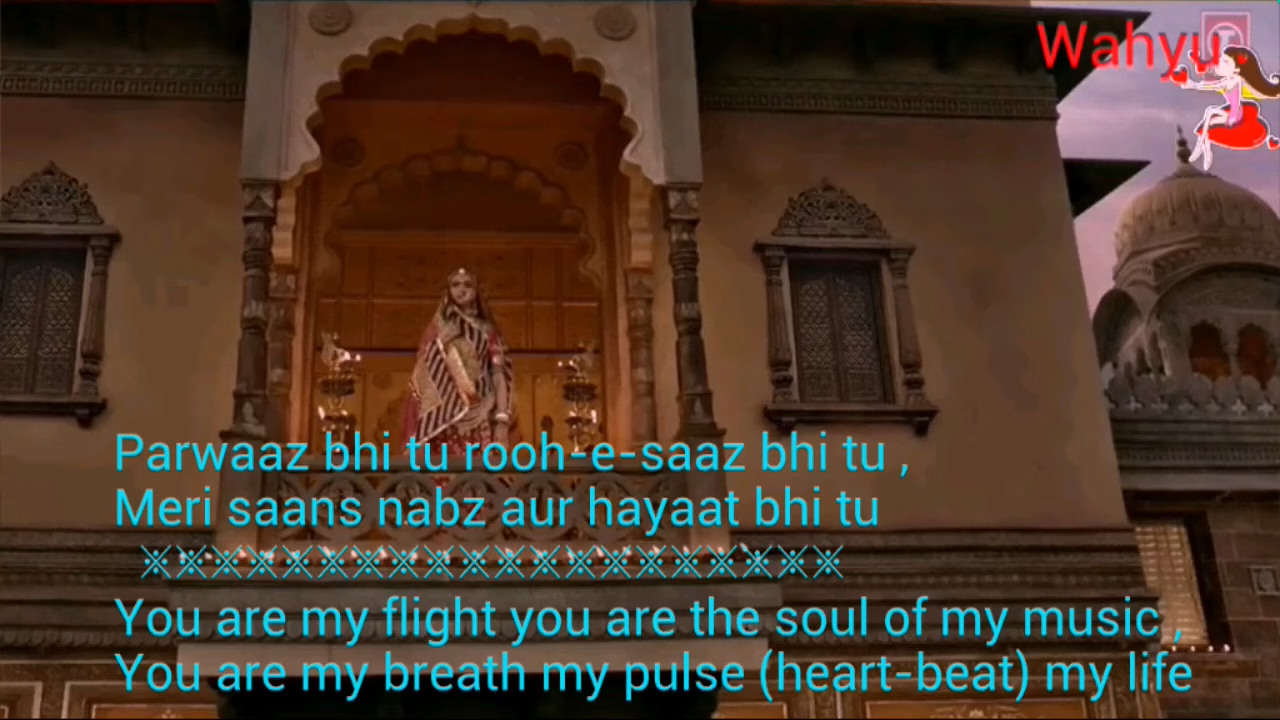 Wahyu
Parwaaz bhi tu rooh-e-saaz bhi tu ,
Meri saans nabz aur hayaat bhi tu
※※※※※※※※※※※※※※※※※※※※
You are my flight you are the soul of my music ,
You are my breath my pulse (heart-beat) my life